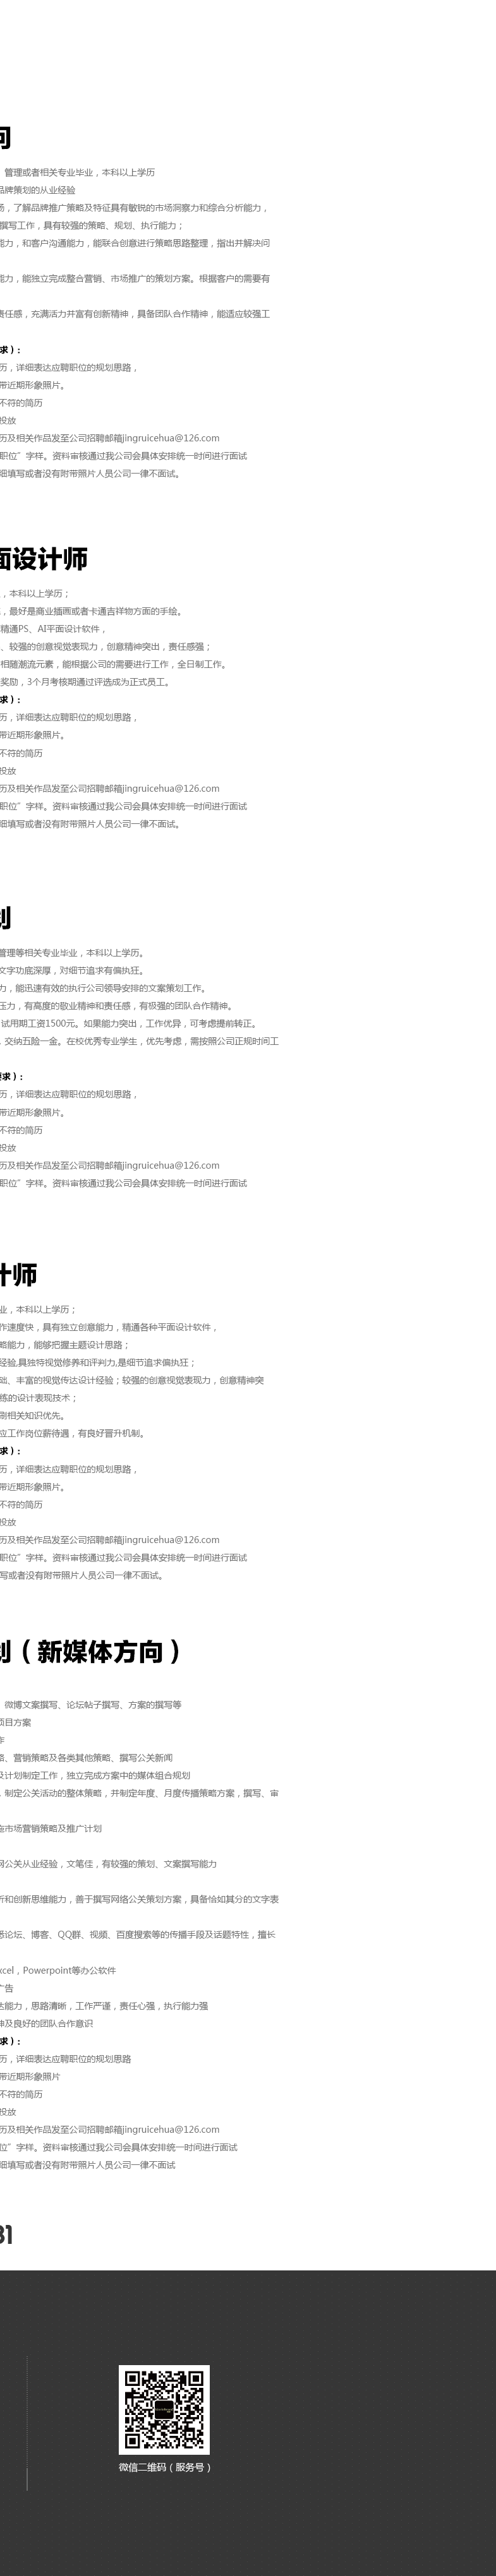 、管理或者相关专业毕业，本科以上学历
品牌策划的从业经验
场，了解品牌推广策略及特征具有敏锐的市场洞察力和综合分析能力，
撰写工作，具有较强的策略、规划、执行能力；
能力，和客户沟通能力，能联合创意进行策略思路整理，指出并解决问
能力，能独立完成整合营销、市场推广的策划方案。根据客户的需要有
责任感，充满活力并富有创新精神，具备团队合作精神，能适应较强工
求）：
历，详细表达应聘职位的规划思路，
带近期形象照片。
不符的简历
投放
历及相关作品发至公司招聘邮箱jingruicehua@126.com
职位”字样。资料审核通过我公司会具体安排统一时间进行面试
细填写或者没有附带照片人员公司一律不面试。
面设计师
，本科以上学历；
，最好是商业插画或者卡通吉祥物方面的手绘。
精通PS、AI平面设计软件，
、较强的创意视觉表现力，创意精神突出，责任感强；
相随潮流元素，能根据公司的需要进行工作，全日制工作。
奖励，3个月考核期通过评选成为正式员工。
求）：
历，详细表达应聘职位的规划思路，
带近期形象照片。
不符的简历
投放
历及相关作品发至公司招聘邮箱jingruicehua@126.com
职位”字样。资料审核通过我公司会具体安排统一时间进行面试
细填写或者没有附带照片人员公司一律不面试。
划
管理等相关专业毕业，本科以上学历。
文字功底深厚，对细节追求有偏执狂。
力，能迅速有效的执行公司领导安排的文案策划工作。
压力，有高度的敬业精神和责任感，有极强的团队合作精神。
试用期工资1500元。如果能力突出，工作优异，可考虑提前转正。
，交纳五险一金。在校优秀专业学生，优先考虑，需按照公司正规时间工
要求）：
历，详细表达应聘职位的规划思路，
带近期形象照片。
不符的简历
投放
历及相关作品发至公司招聘邮箱jingruicehua@126.com
职位”字样。资料审核通过我公司会具体安排统一时间进行面试
计师
业，本科以上学历；
作速度快，具有独立创意能力，精通各种平面设计软件，
略能力，能够把握主题设计思路；
经验,具独特视觉修养和评判力,是细节追求偏执狂；
础、丰富的视觉传达设计经验；较强的创意视觉表现力，创意精神突
练的设计表现技术；
刷相关知识优先。
应工作岗位薪待遇，有良好晋升机制。
求）：
历，详细表达应聘职位的规划思路，
带近期形象照片。
不符的简历
投放
历及相关作品发至公司招聘邮箱jingruicehua@126.com
职位”字样。资料审核通过我公司会具体安排统一时间进行面试
写或者没有附带照片人员公司一律不面试。
划（新媒体方向）
、微博文案撰写、论坛帖子撰写、方案的撰写等
项目方案
作
略、营销策略及各类其他策略、撰写公关新闻
及计划制定工作，独立完成方案中的媒体组合规划
，制定公关活动的整体策略，并制定年度、月度传播策略方案，撰写、审
施市场营销策略及推广计划
网公关从业经验，文笔佳，有较强的策划、文案撰写能力
析和创新思维能力，善于撰写网络公关策划方案，具备恰如其分的文字表
悉论坛、博客、QQ群、视频、百度搜索等的传播手段及话题特性，擅长
xcel，Powerpoint等办公软件
广告
达能力，思路清晰，工作严谨，责任心强，执行能力强
神及良好的团队合作意识
求）：
历，详细表达应聘职位的规划思路
带近期形象照片
不符的简历
投放
历及相关作品发至公司招聘邮箱jingruicehua@126.com
位”字样。资料审核通过我公司会具体安排统一时间进行面试
细填写或者没有附带照片人员公司一律不面试
31
微信二维码（服务号）